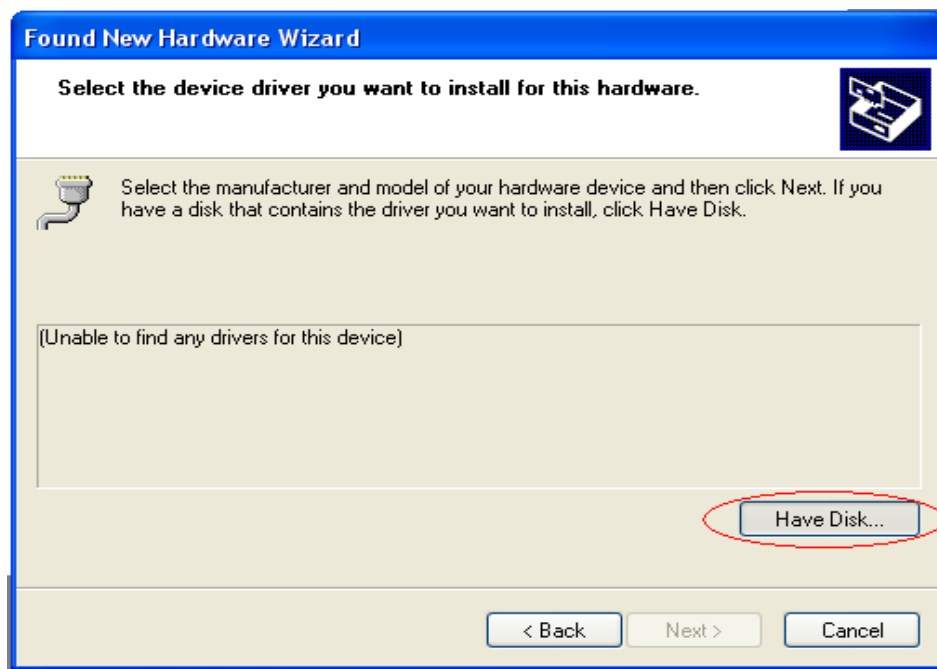 Found New Hardware Wizard
Select the device driver you want to install for this hardware.
Select the manufacturer and model of your hardware device and then click Next. If you
have a disk that contains the driver you want to install, click Have Disk.
(Unable to find any drivers for this device)
Have Disk...
< Back
Next >
Cancel